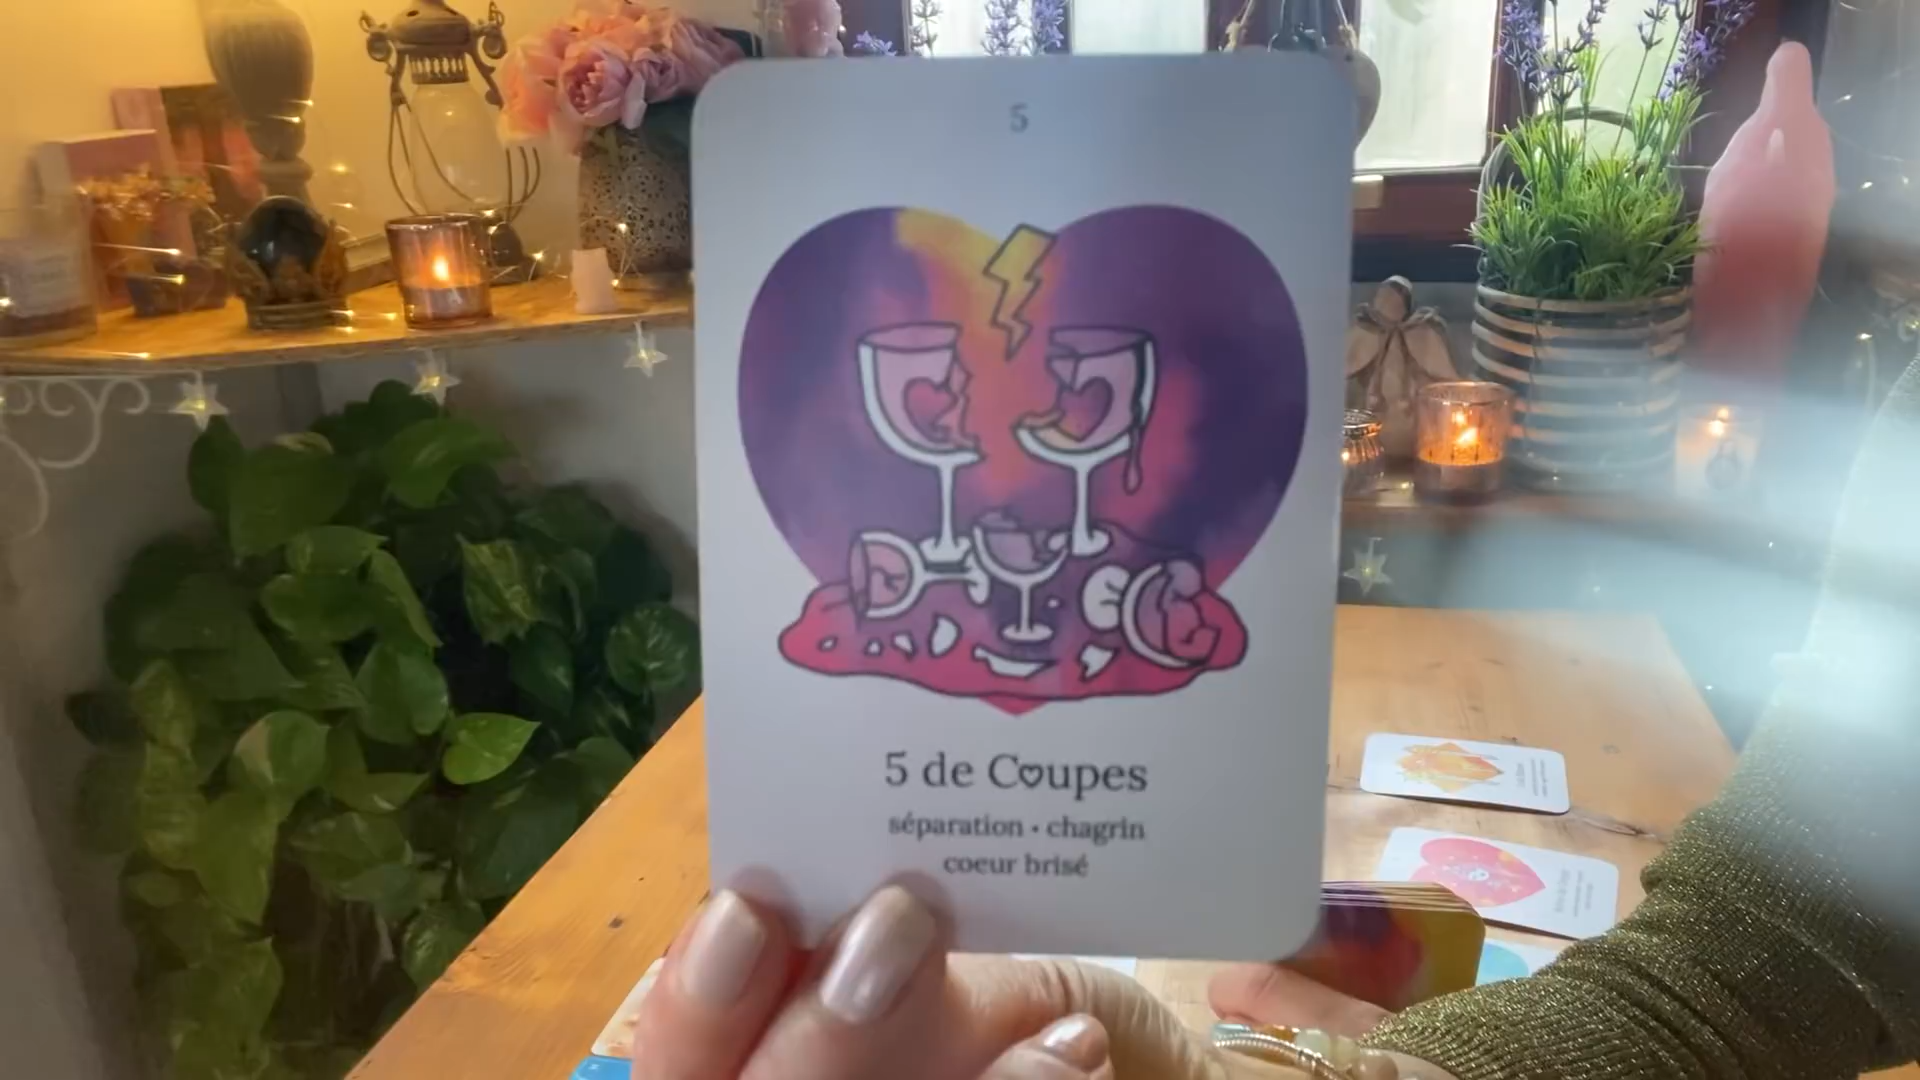 5
5 de Coupes
séparation • chagrin
coeur brisé